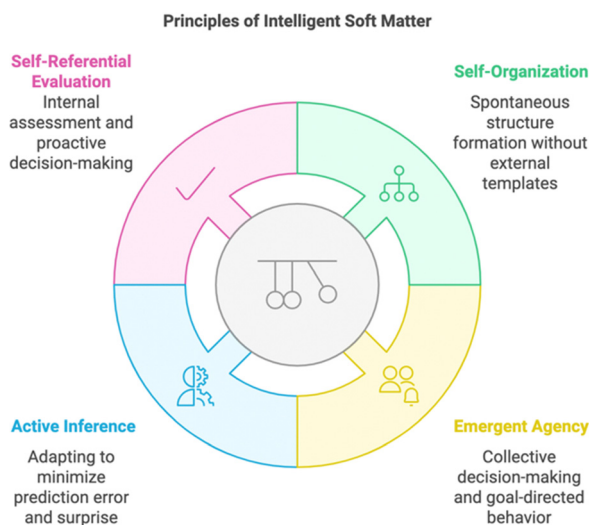 Principles of Intelligent Soft Matter
Self-Referential
Evaluation
Internal
assessment and
proactive
decision-making
Self-Organization
Spontaneous
structure
formation without
external
templates
Active Inference
Adapting to
minimize
prediction error
and surprise
Emergent Agency
Collective
decision-making
and goal-directed
behavior